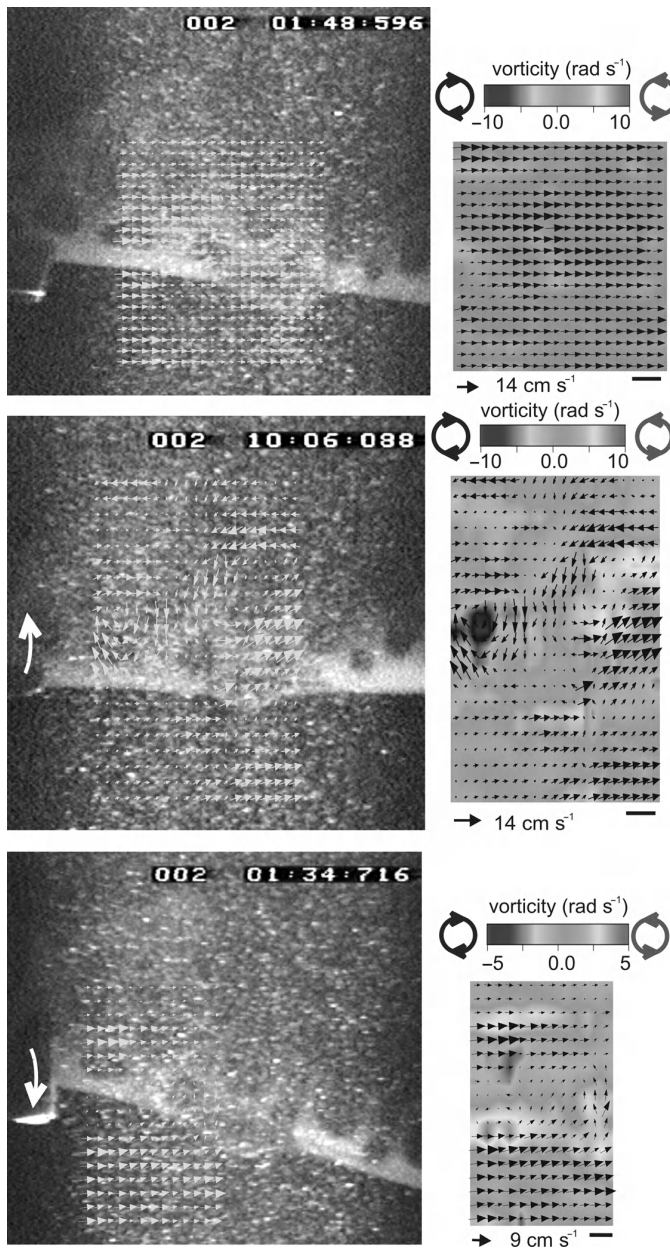 002 01:48:596
vorticity (rad s⁻¹)
−10 0.0 10
14 cm s⁻¹
002 10:06:088
vorticity (rad s⁻¹)
−10 0.0 10
14 cm s⁻¹
002 01:34:716
vorticity (rad s⁻¹)
−5 0.0 5
9 cm s⁻¹